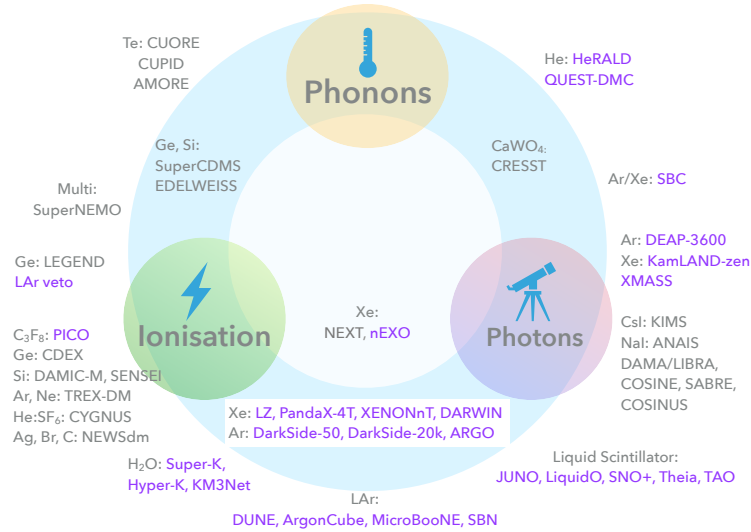 Te: CUORE
CUPID
AMORE
Phonons
He: HeRALD
QUEST-DMC
Ge, Si:
SuperCDMS
EDELWEISS
CaWO₄:
CRESST
Multi:
SuperNEMO
Ar/Xe: SBC
Ge: LEGEND
LAr veto
Ar: DEAP-3600
Xe: KamLAND-zen
XMASS
Ionisation
Xe:
NEXT, nEXO
Photons
C₃F₈: PICO
Ge: CDEX
Si: DAMIC-M, SENSEI
Ar, Ne: TREX-DM
He:SF₆: CYGNUS
Ag, Br, C: NEWSdm
CsI: KIMS
NaI: ANAIS
DAMA/LIBRA,
COSINE, SABRE,
COSINUS
Xe: LZ, PandaX-4T, XENONnT, DARWIN
Ar: DarkSide-50, DarkSide-20k, ARGO
H₂O: Super-K,
Hyper-K, KM3Net
Liquid Scintillator:
JUNO, LiquidO, SNO+, Theia, TAO
LAr:
DUNE, ArgonCube, MicroBooNE, SBN